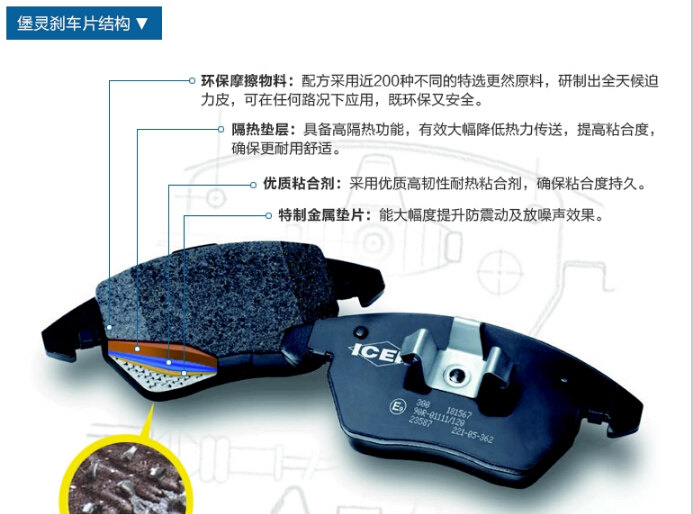 堡灵刹车片结构 ▼
环保摩擦物料：配方采用近200种不同的特选更然原料，研制出全天候迫
力皮，可在任何路况下应用，既环保又安全。
隔热垫层：具备高隔热功能，有效大幅降低热力传送，提高粘合度，
确保更耐用舒适。
优质粘合剂：采用优质高韧性耐热粘合剂，确保粘合度持久。
特制金属垫片：能大幅度提升防震动及放噪声效果。
ICE
300 181567
90R-01111/120
23587 221-05-362